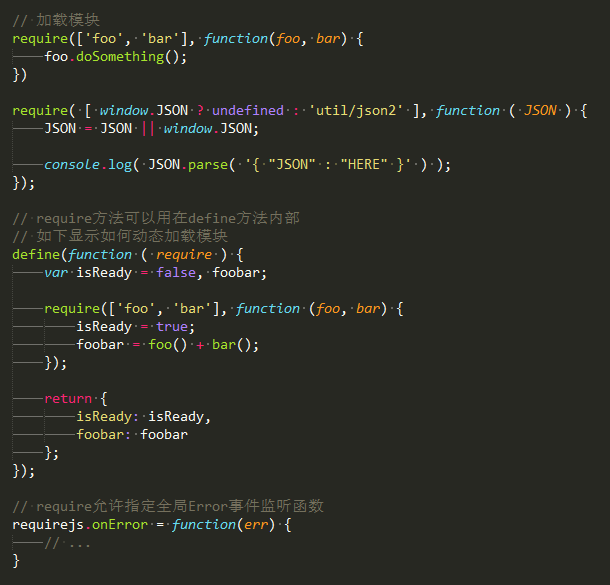 // 加载模块
require(['foo', 'bar'], function(foo, bar) {
    foo.doSomething();
})
require( [ window.JSON ? undefined : 'util/json2' ], function ( JSON ) {
    JSON = JSON || window.JSON;
    console.log( JSON.parse( '{ "JSON" : "HERE" }' ) );
});
// require方法可以用在define方法内部
// 如下显示如何动态加载模块
define(function ( require ) {
    var isReady = false, foobar;
    require(['foo', 'bar'], function (foo, bar) {
        isReady = true;
        foobar = foo() + bar();
    });
    return {
        isReady: isReady,
        foobar: foobar
    };
});
// require允许指定全局Error事件监听函数
requirejs.onError = function(err) {
    // ...
}